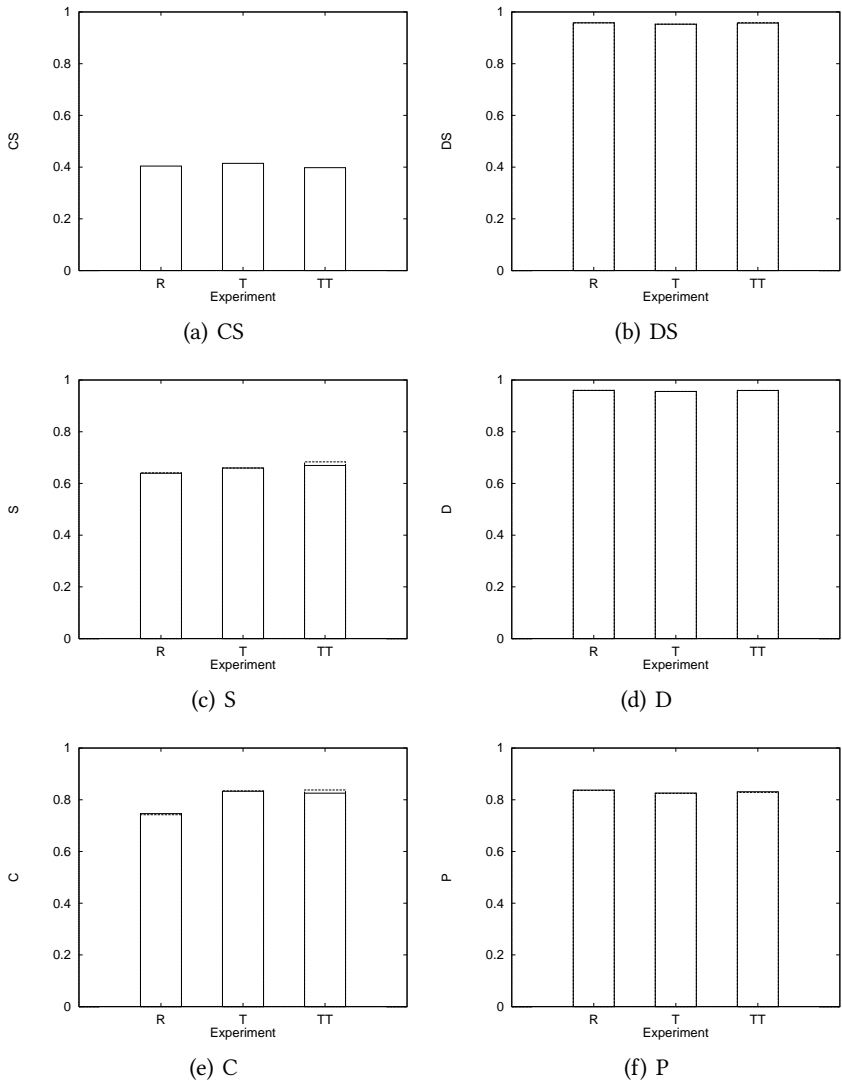 1
0.8
0.6
CS
0.4
0.2
0
R T TT
Experiment
(a) CS
1
0.8
0.6
DS
0.4
0.2
0
R T TT
Experiment
(b) DS
1
0.8
0.6
S
0.4
0.2
0
R T TT
Experiment
(c) S
1
0.8
0.6
D
0.4
0.2
0
R T TT
Experiment
(d) D
1
0.8
0.6
C
0.4
0.2
0
R T TT
Experiment
(e) C
1
0.8
0.6
P
0.4
0.2
0
R T TT
Experiment
(f) P